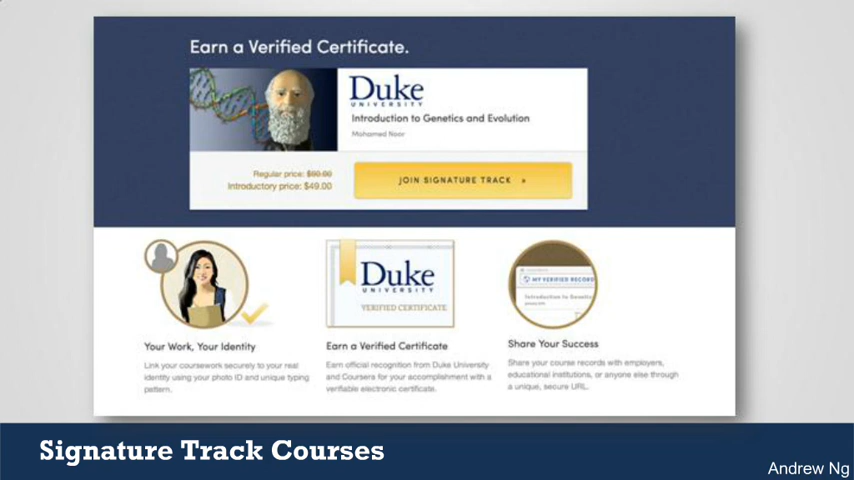 Earn a Verified Certificate.
Duke
UNIVERSITY
Introduction to Genetics and Evolution
Mohamed Noor
Regular price: $90.00
Introductory price: $49.00
JOIN SIGNATURE TRACK »
Duke
UNIVERSITY
VERIFIED CERTIFICATE
MY VERIFIED RECORD
Introduction to Genetic
Your Work, Your Identity
Link your coursework securely to your real
identity using your photo ID and unique typing
pattern.
Earn a Verified Certificate
Earn official recognition from Duke University
and Coursera for your accomplishment with a
verifiable electronic certificate.
Share Your Success
Share your course records with employers,
educational institutions, or anyone else through
a unique, secure URL.
Signature Track Courses
Andrew Ng